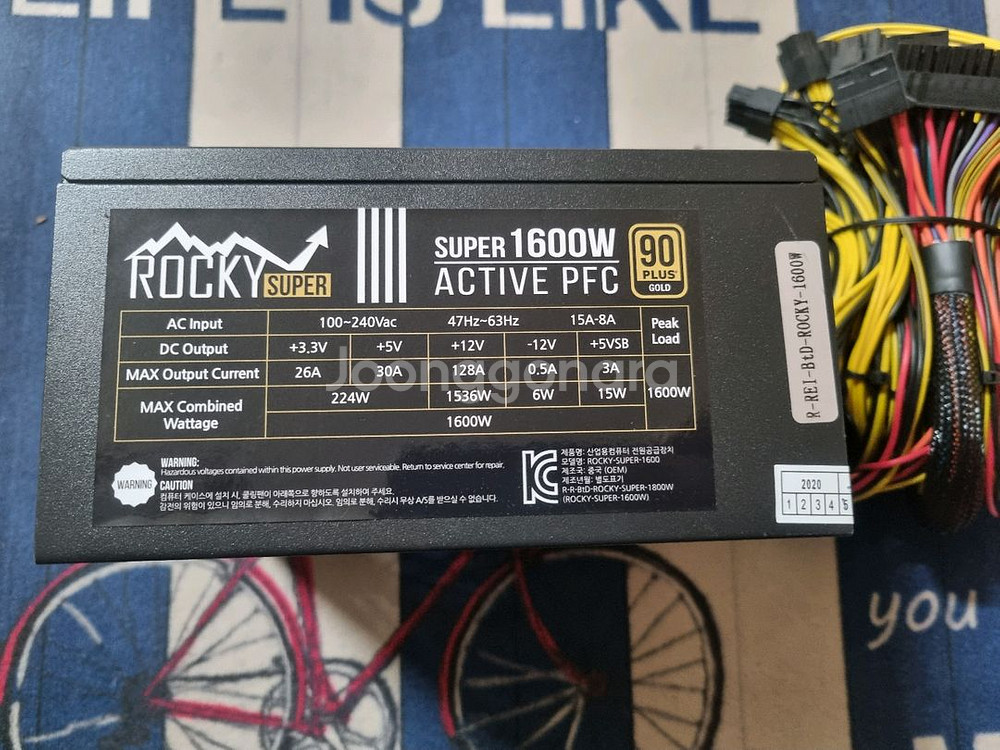 LIFE IS LIKE
ROCKY SUPER
SUPER 1600W
ACTIVE PFC
90
PLUS
GOLD
AC Input 100~240Vac 47Hz~63Hz 15A-8A Peak Load
DC Output +3.3V +5V +12V -12V +5VSB
MAX Output Current 26A 30A 128A 0.5A 3A
MAX Combined Wattage 224W 1536W 6W 15W 1600W
1600W
Joonggonara
WARNING
WARNING:
Hazardous voltages contained within this power supply. Not user serviceable. Return to service center for repair.
CAUTION
컴퓨터 케이스에 설치 시, 쿨링팬이 아래쪽으로 향하도록 설치하여 주세요.
감전의 위험이 있으니 임의로 분해, 수리하지 마십시오. 임의로 분해, 수리시 무상 A/S를 받으실 수 없습니다.
제품명: 산업용컴퓨터 전원공급장치
모델명: ROCKY-SUPER-1600
제조국: 중국 (OEM)
제조년월: 별도표기
R-R-BtD-ROCKY-SUPER-1800W
(ROCKY-SUPER-1600W)
R-REI-BtD-ROCKY-1600W
2020
1 2 3 4 5
you